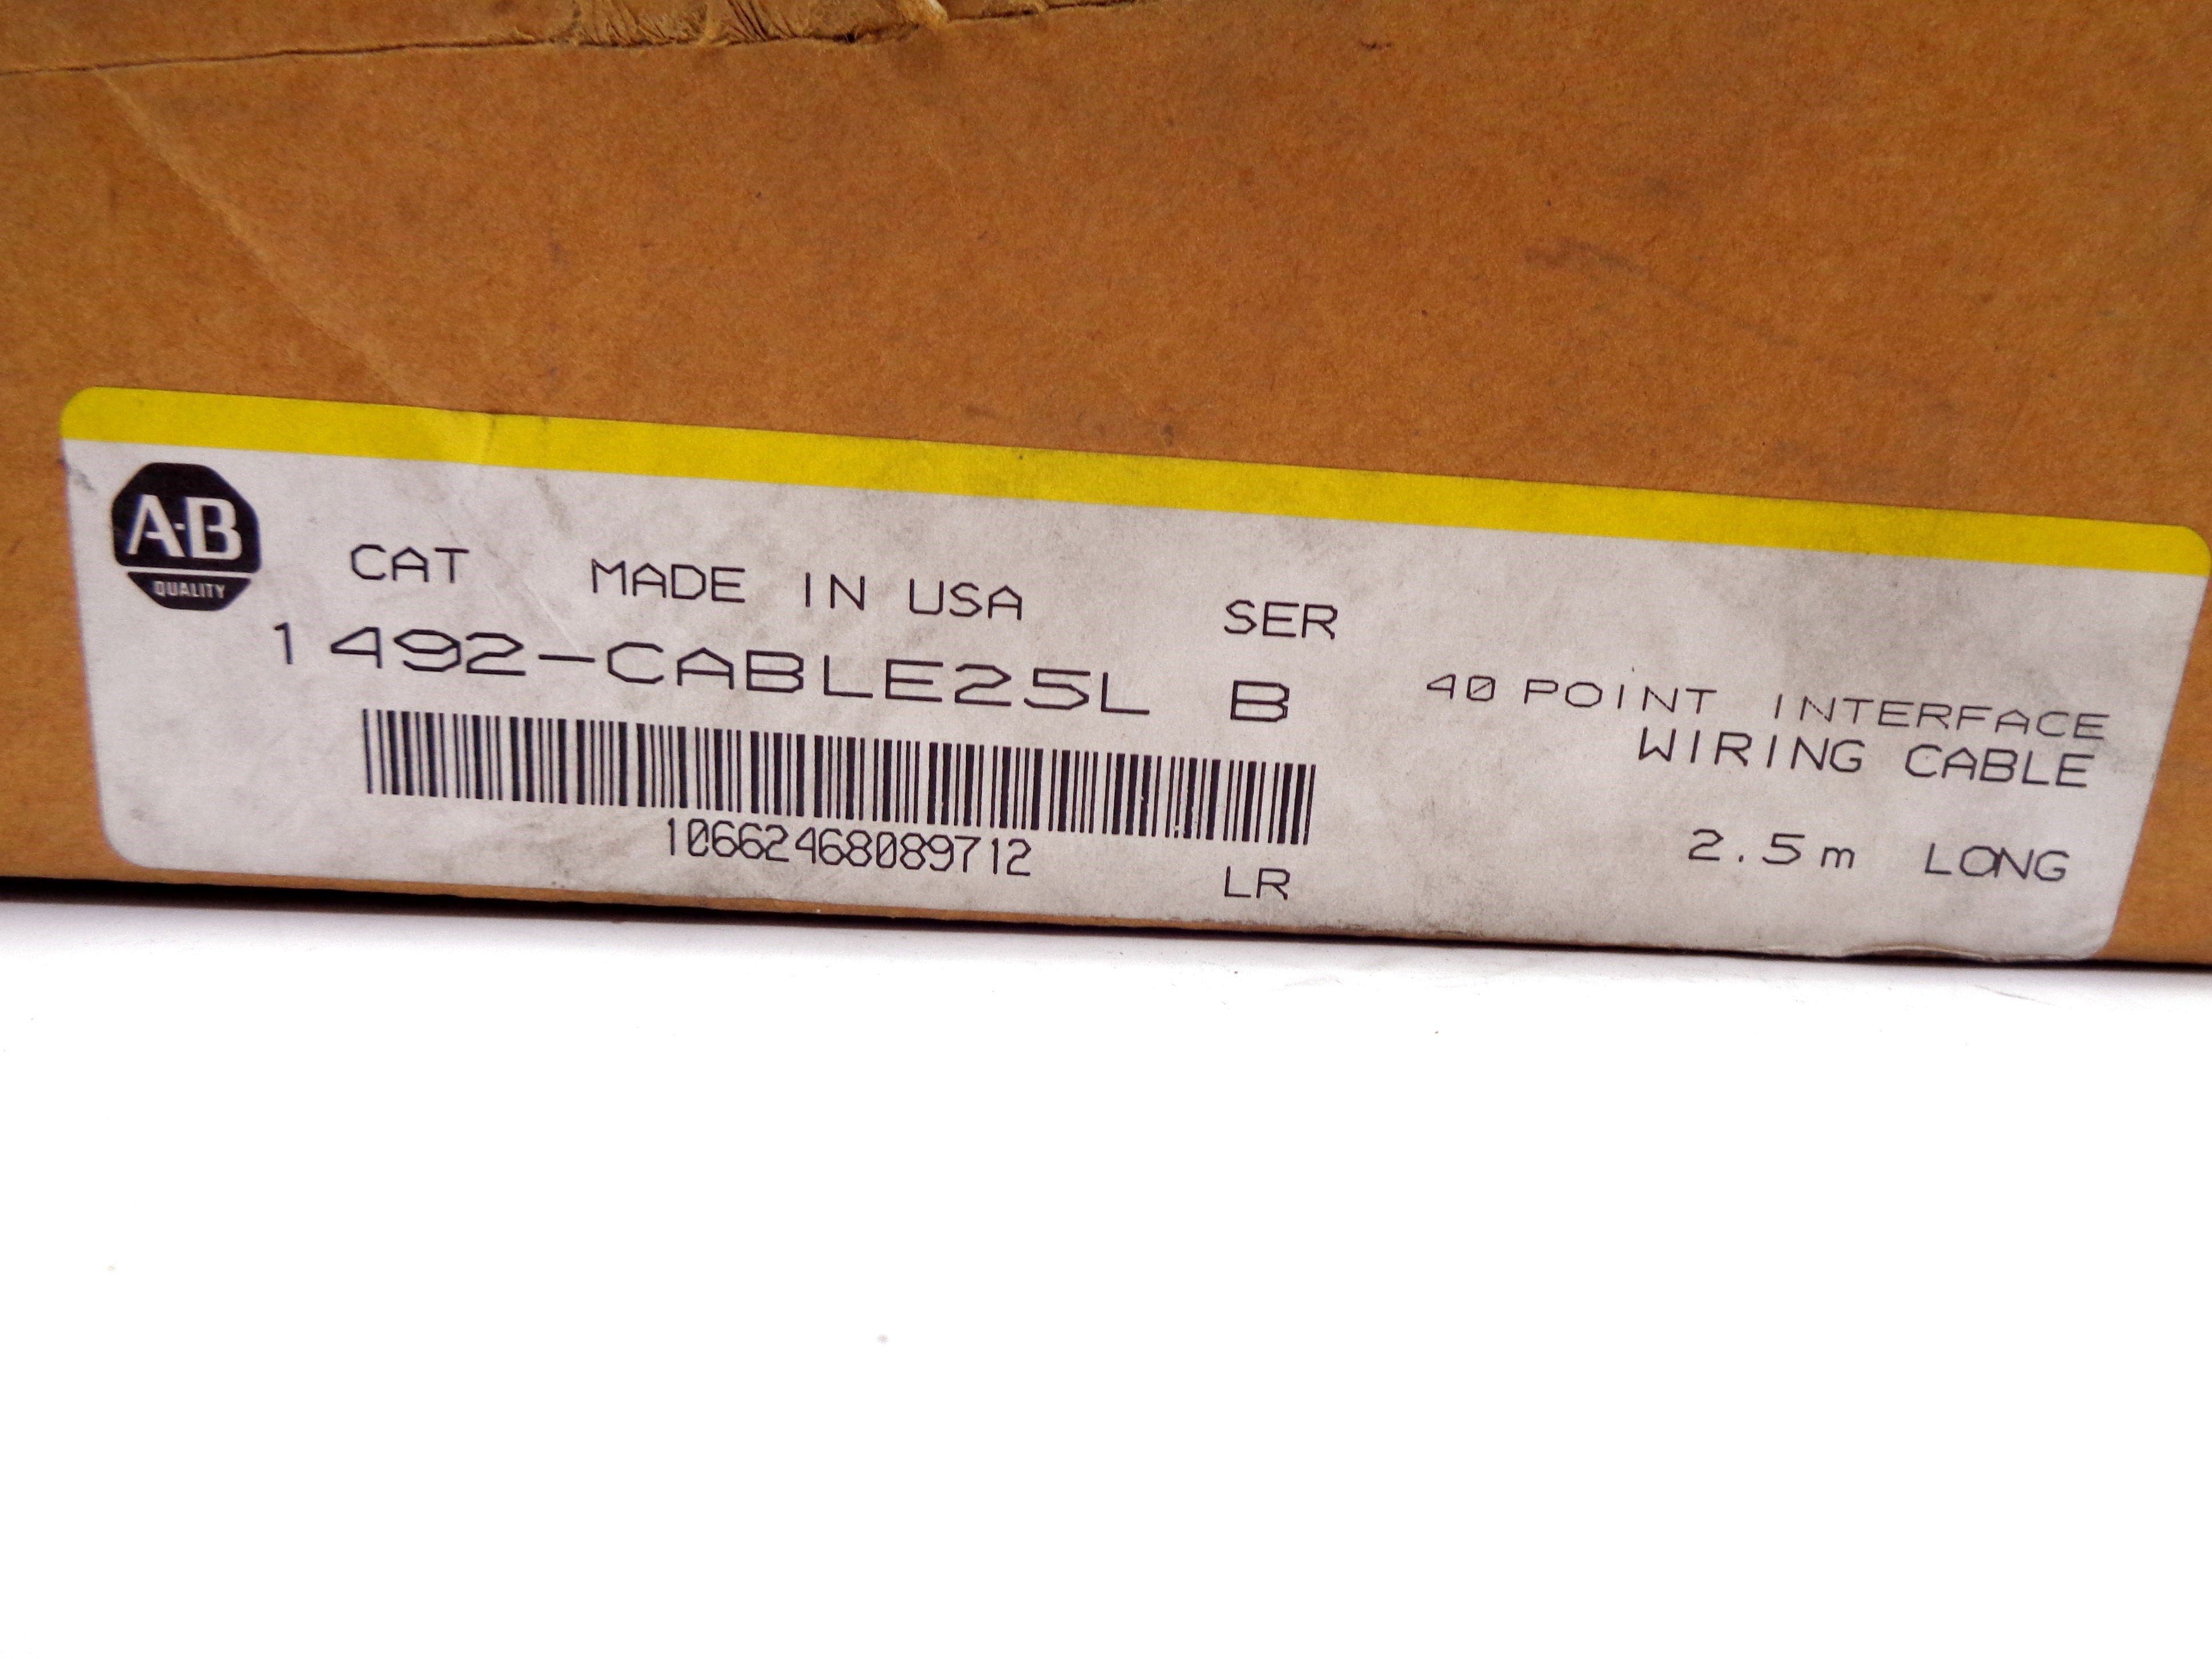 A-B
QUALITY
CAT MADE IN USA SER
1492-CABLE25L B
40 POINT INTERFACE
WIRING CABLE
10662468089712
LR
2.5m LONG